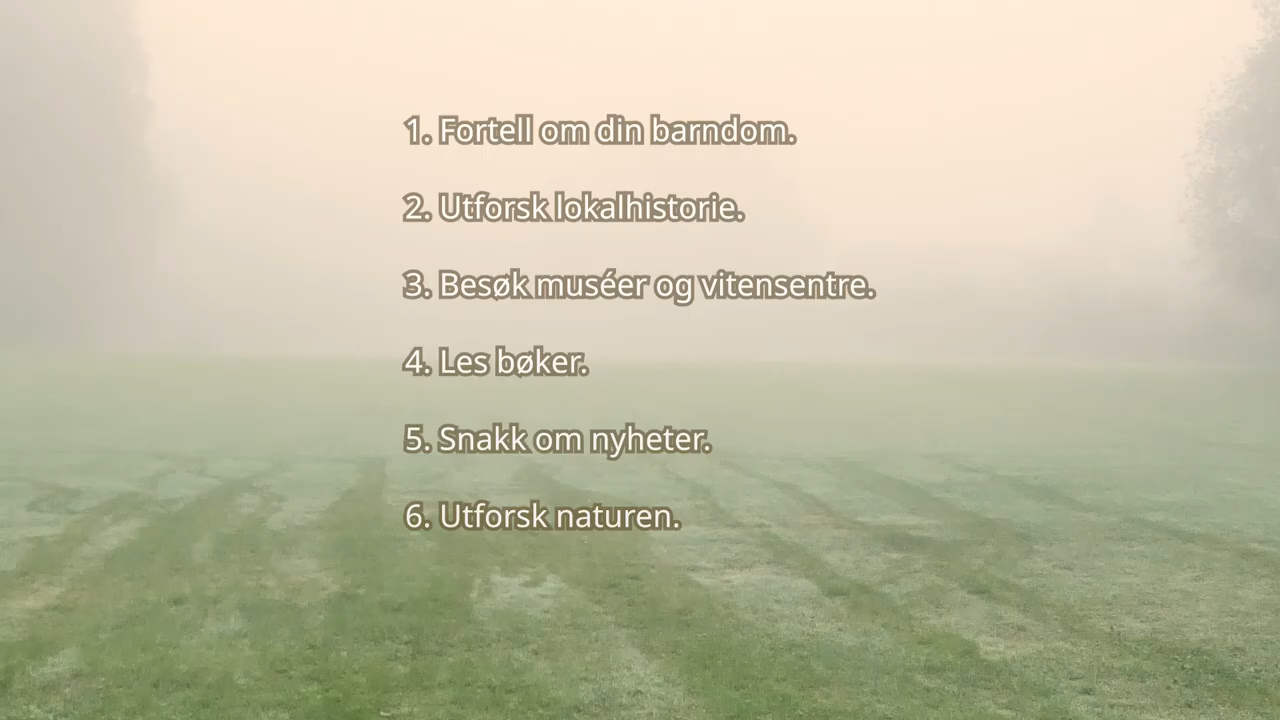 1. Fortell om din barndom.
2. Utforsk lokalhistorie.
3. Besøk muséer og vitensentre.
4. Les bøker.
5. Snakk om nyheter.
6. Utforsk naturen.